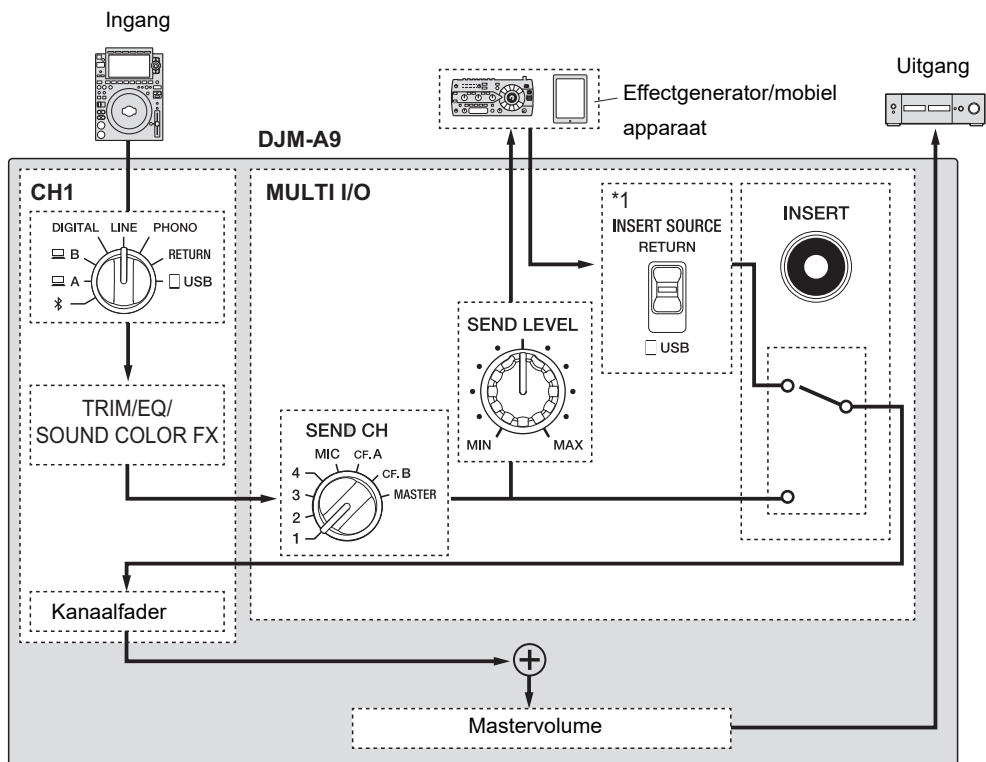 Ingang
Uitgang
Effectgenerator/mobiel
apparaat
DJM-A9
CH1
DIGITAL LINE PHONO
B RETURN
A USB
MULTI I/O
*1
INSERT SOURCE
RETURN
USB
INSERT
SEND LEVEL
MIN MAX
TRIM/EQ/
SOUND COLOR FX
SEND CH
MIC CF. A
4 CF. B
3 MASTER
2
1
Kanaalfader
Mastervolume